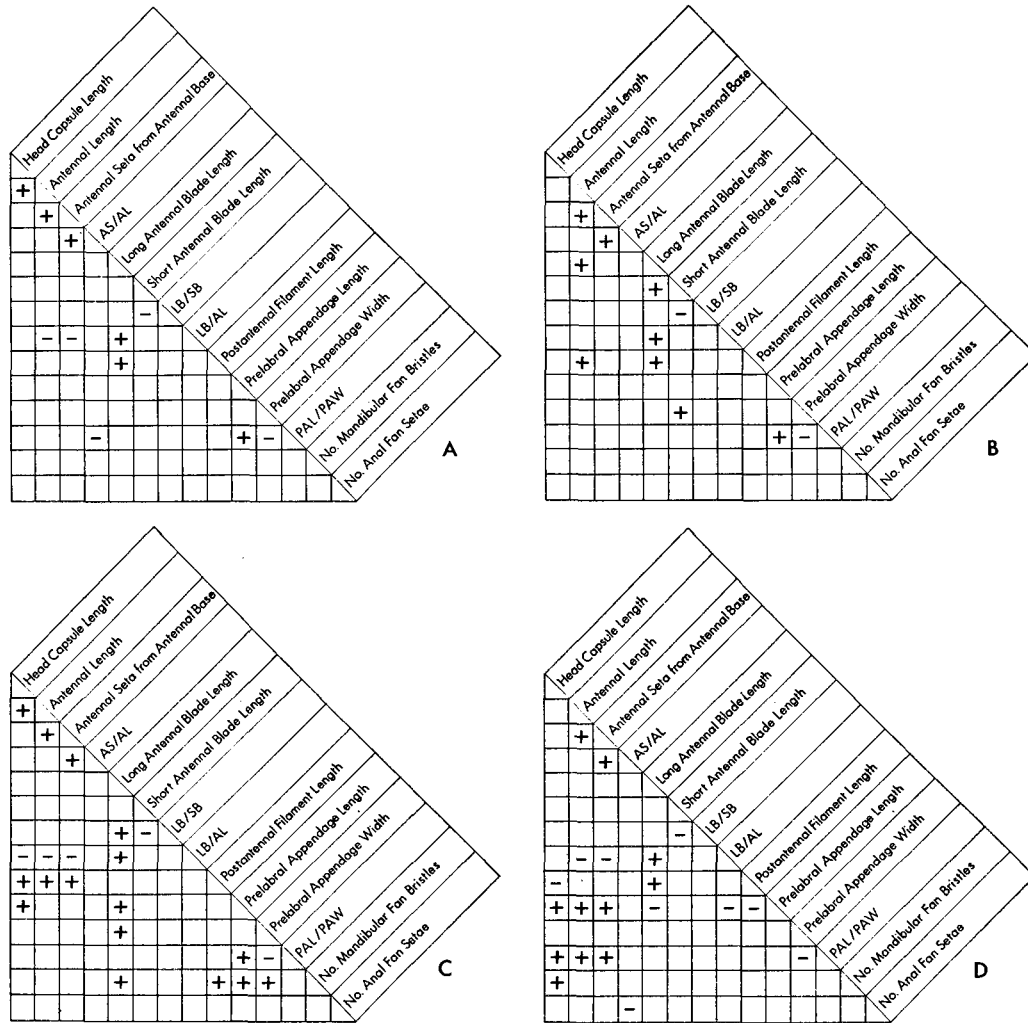 Head Capsule Length
Antennal Length
Antennal Seta from Antennal Base
AS/AL
Long Antennal Blade Length
Short Antennal Blade Length
LB/SB
LB/AL
Postantennal Filament Length
Prelabral Appendage Length
Prelabral Appendage Width
PAL/PAW
No. Mandibular Fan Bristles
No. Anal Fan Setae
A
Head Capsule Length
Antennal Length
Antennal Seta from Antennal Base
AS/AL
Long Antennal Blade Length
Short Antennal Blade Length
LB/SB
LB/AL
Postantennal Filament Length
Prelabral Appendage Length
Prelabral Appendage Width
PAL/PAW
No. Mandibular Fan Bristles
No. Anal Fan Setae
B
Head Capsule Length
Antennal Length
Antennal Seta from Antennal Base
AS/AL
Long Antennal Blade Length
Short Antennal Blade Length
LB/SB
LB/AL
Postantennal Filament Length
Prelabral Appendage Length
Prelabral Appendage Width
PAL/PAW
No. Mandibular Fan Bristles
No. Anal Fan Setae
C
Head Capsule Length
Antennal Length
Antennal Seta from Antennal Base
AS/AL
Long Antennal Blade Length
Short Antennal Blade Length
LB/SB
LB/AL
Postantennal Filament Length
Prelabral Appendage Length
Prelabral Appendage Width
PAL/PAW
No. Mandibular Fan Bristles
No. Anal Fan Setae
D